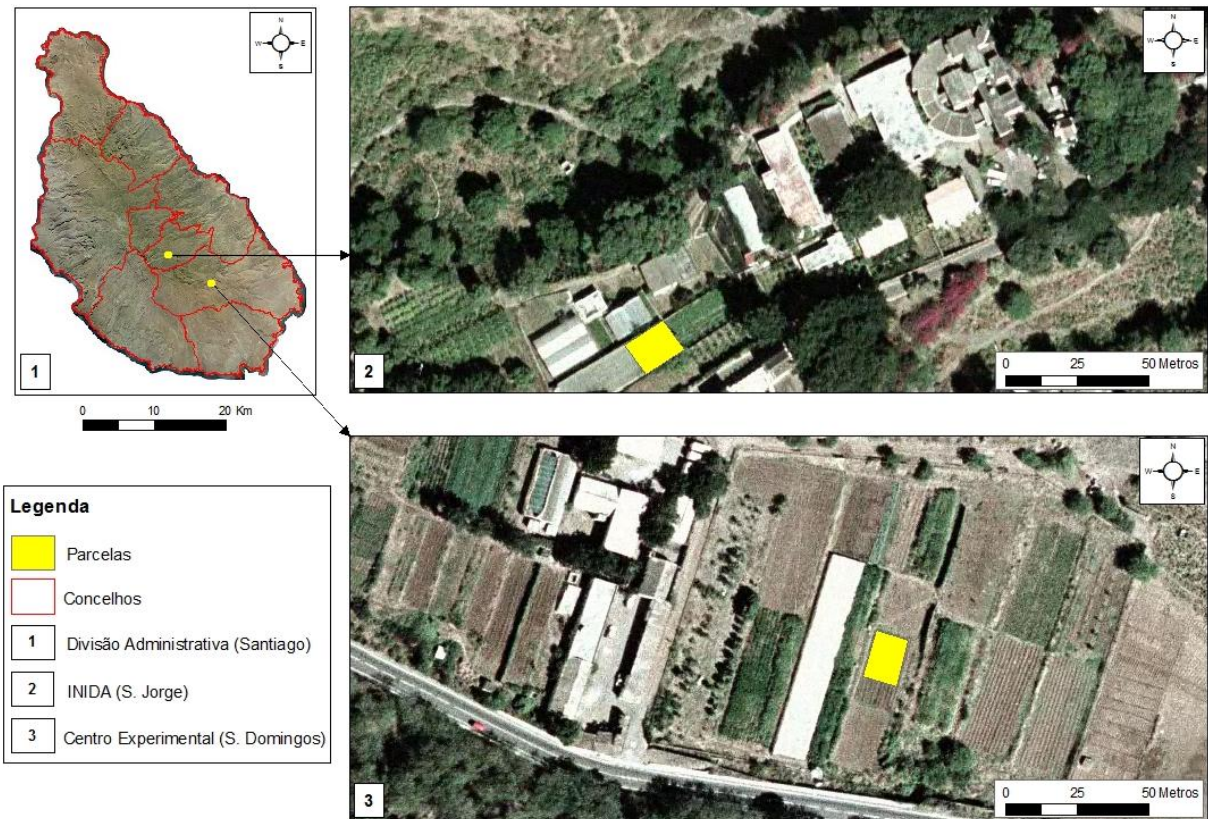 N
W
E
S
1
0 10 20 Km
N
W
E
S
2
0 25 50 Metros
N
W
E
S
3
0 25 50 Metros
Legenda
Parcelas
Concelhos
1 Divisão Administrativa (Santiago)
2 INIDA (S. Jorge)
3 Centro Experimental (S. Domingos)